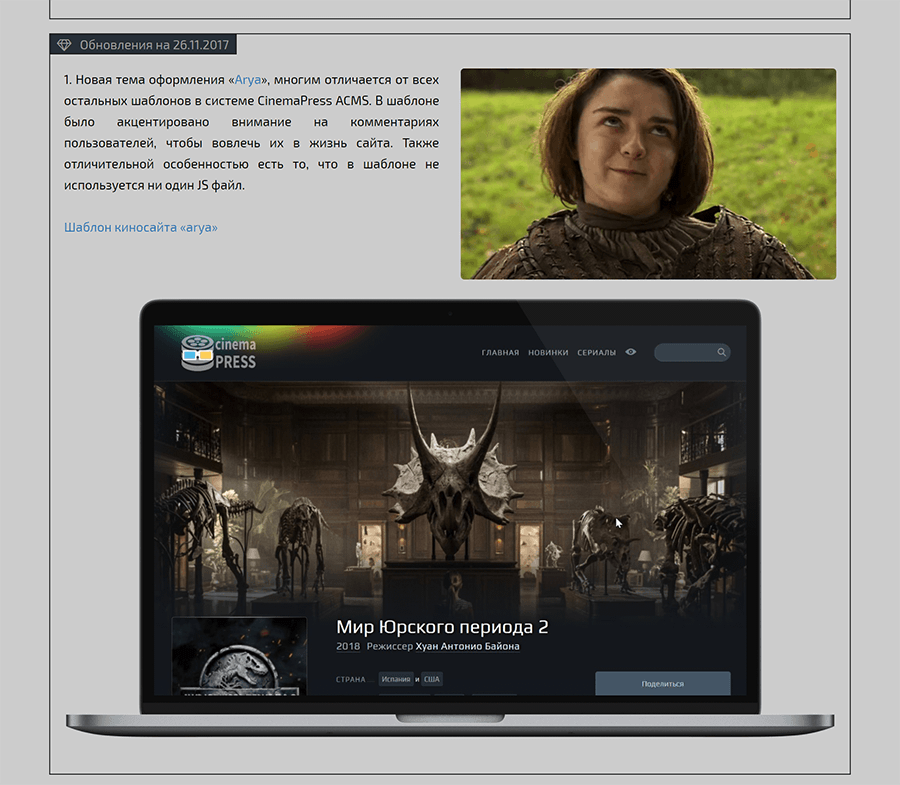 Обновления на 26.11.2017
1. Новая тема оформления «Arya», многим отличается от всех
остальных шаблонов в системе CinemaPress ACMS. В шаблоне
было акцентировано внимание на комментариях
пользователей, чтобы вовлечь их в жизнь сайта. Также
отличительной особенностью есть то, что в шаблоне не
используется ни один JS файл.
Шаблон киносайта «arya»
cinema
PRESS
ГЛАВНАЯ НОВИНКИ СЕРИАЛЫ
Мир Юрского периода 2
2018 Режиссер Хуан Антонио Байона
СТРАНА ... Испания и США
Поделиться